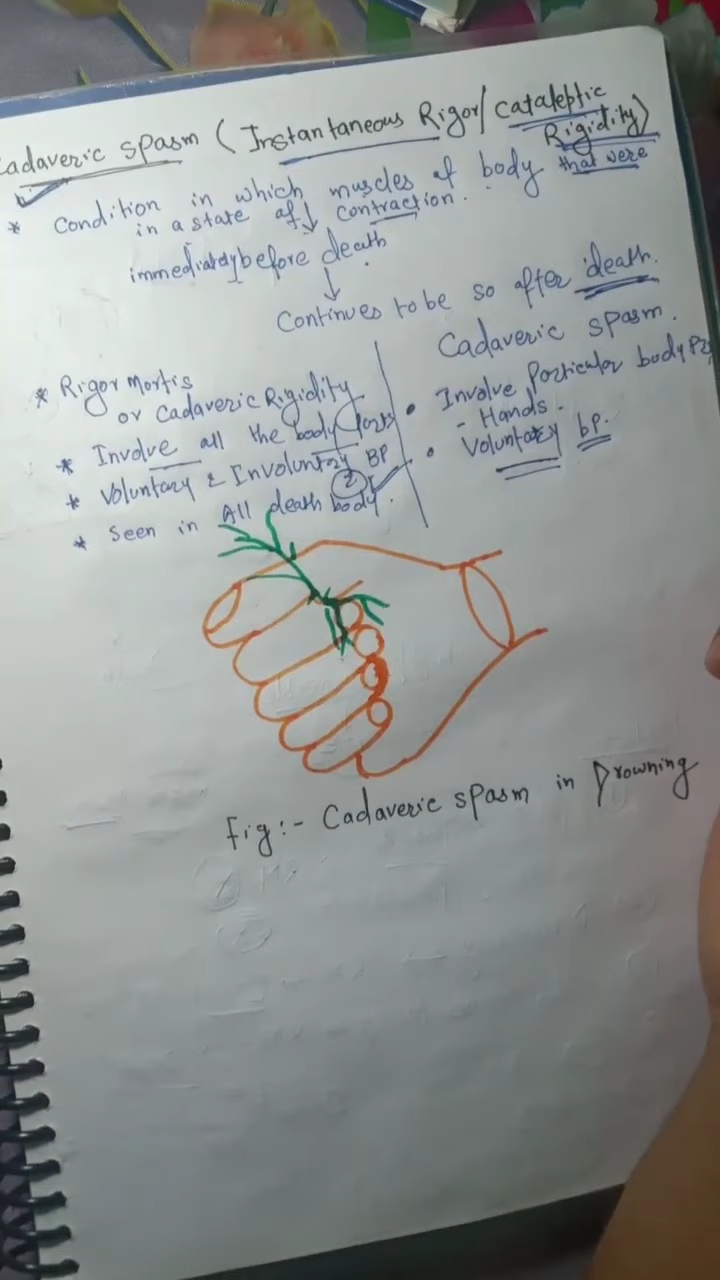 Cadaveric spasm (Instantaneous Rigor/Cataleptic
Rigidity)
* Condition in which muscles of body that were
in a state of contraction.
immediately before death
Continues to be so after death.
* Rigor Mortis
or Cadaveric Rigidity
* Involve all the body parts
* Voluntary & Involuntary BP
* Seen in All death body.
Cadaveric spasm.
• Involve Particular body
- Hands.
• Voluntary bP.
Fig:- Cadaveric spasm in Drowning